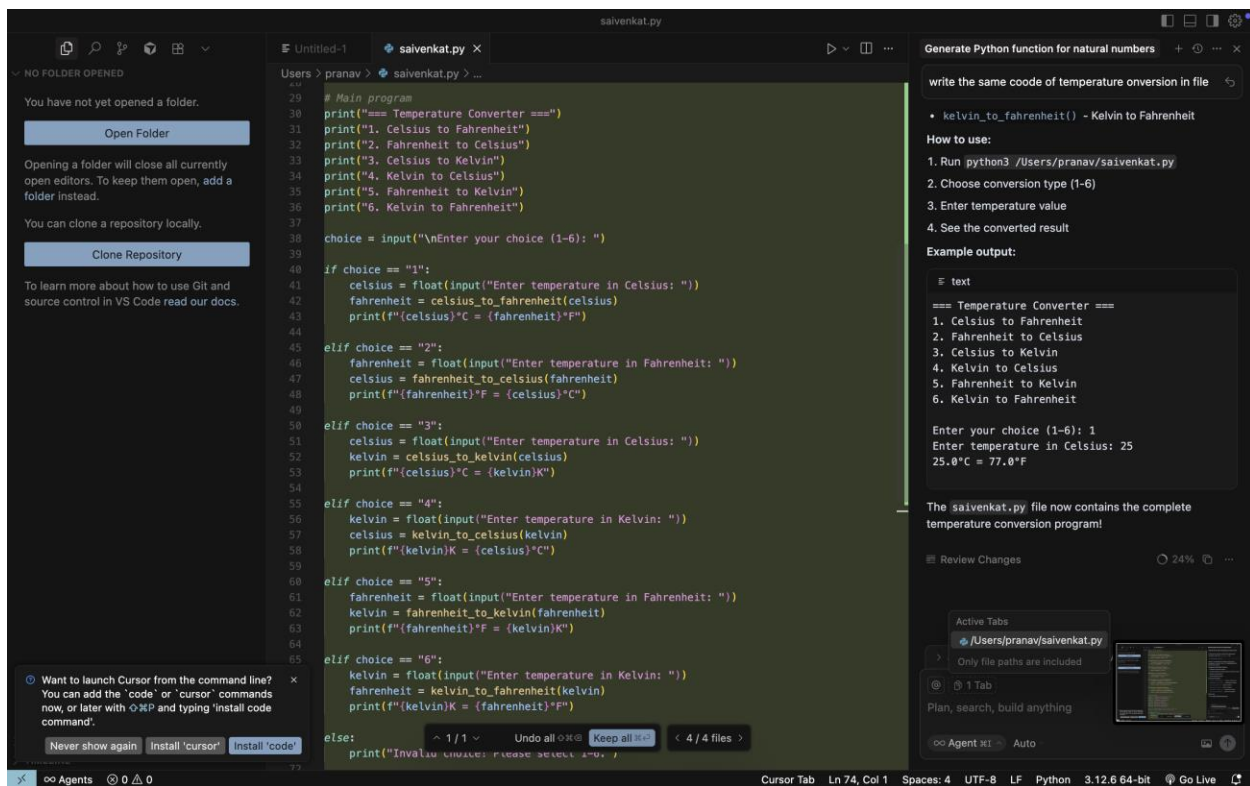 saivenkat.py
NO FOLDER OPENED
You have not yet opened a folder.
Open Folder
Opening a folder will close all currently
open editors. To keep them open, add a
folder instead.
You can clone a repository locally.
Clone Repository
To learn more about how to use Git and
source control in VS Code read our docs.
Want to launch Cursor from the command line?
You can add the `code` or `cursor` commands
now, or later with ⇧⌘P and typing 'install code
command'.
Never show again Install 'cursor' Install 'code'
Untitled-1 saivenkat.py
Users > pranav > saivenkat.py > ...
29 # Main program
30 print("=== Temperature Converter ===")
31 print("1. Celsius to Fahrenheit")
32 print("2. Fahrenheit to Celsius")
33 print("3. Celsius to Kelvin")
34 print("4. Kelvin to Celsius")
35 print("5. Fahrenheit to Kelvin")
36 print("6. Kelvin to Fahrenheit")
37
38 choice = input("\nEnter your choice (1-6): ")
39
40 if choice == "1":
41 celsius = float(input("Enter temperature in Celsius: "))
42 fahrenheit = celsius_to_fahrenheit(celsius)
43 print(f"{celsius}°C = {fahrenheit}°F")
44
45 elif choice == "2":
46 fahrenheit = float(input("Enter temperature in Fahrenheit: "))
47 celsius = fahrenheit_to_celsius(fahrenheit)
48 print(f"{fahrenheit}°F = {celsius}°C")
49
50 elif choice == "3":
51 celsius = float(input("Enter temperature in Celsius: "))
52 kelvin = celsius_to_kelvin(celsius)
53 print(f"{celsius}°C = {kelvin}K")
54
55 elif choice == "4":
56 kelvin = float(input("Enter temperature in Kelvin: "))
57 celsius = kelvin_to_celsius(kelvin)
58 print(f"{kelvin}K = {celsius}°C")
59
60 elif choice == "5":
61 fahrenheit = float(input("Enter temperature in Fahrenheit: "))
62 kelvin = fahrenheit_to_kelvin(fahrenheit)
63 print(f"{fahrenheit}°F = {kelvin}K")
64
65 elif choice == "6":
kelvin = float(input("Enter temperature in Kelvin: "))
fahrenheit = kelvin_to_fahrenheit(kelvin)
print(f"{kelvin}K = {fahrenheit}°F")
else:
print("Invalid choice! Please select 1-6.")
1 / 1 Undo all Keep all < 4 / 4 files >
Generate Python function for natural numbers
write the same coode of temperature onversion in file
• kelvin_to_fahrenheit() - Kelvin to Fahrenheit
How to use:
1. Run python3 /Users/pranav/saivenkat.py
2. Choose conversion type (1-6)
3. Enter temperature value
4. See the converted result
Example output:
text
=== Temperature Converter ===
1. Celsius to Fahrenheit
2. Fahrenheit to Celsius
3. Celsius to Kelvin
4. Kelvin to Celsius
5. Fahrenheit to Kelvin
6. Kelvin to Fahrenheit
Enter your choice (1-6): 1
Enter temperature in Celsius: 25
25.0°C = 77.0°F
The saivenkat.py file now contains the complete
temperature conversion program!
Review Changes 24%
Active Tabs
/Users/pranav/saivenkat.py
Only file paths are included
@ 1 Tab
Plan, search, build anything
∞ Agent ⌘I Auto
Agents 0 0 Cursor Tab Ln 74, Col 1 Spaces: 4 UTF-8 LF Python 3.12.6 64-bit Go Live